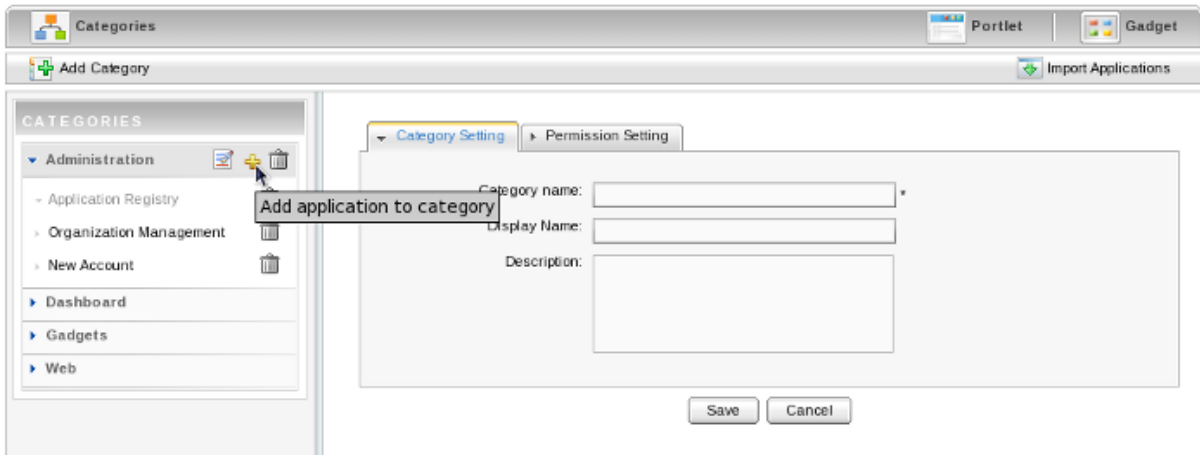 Categories
Portlet
Gadget
Add Category
Import Applications
CATEGORIES
Administration
Application Registry
Organization Management
New Account
Dashboard
Gadgets
Web
Add application to category
Category Setting
Permission Setting
Category name: *
Display Name:
Description:
Save
Cancel